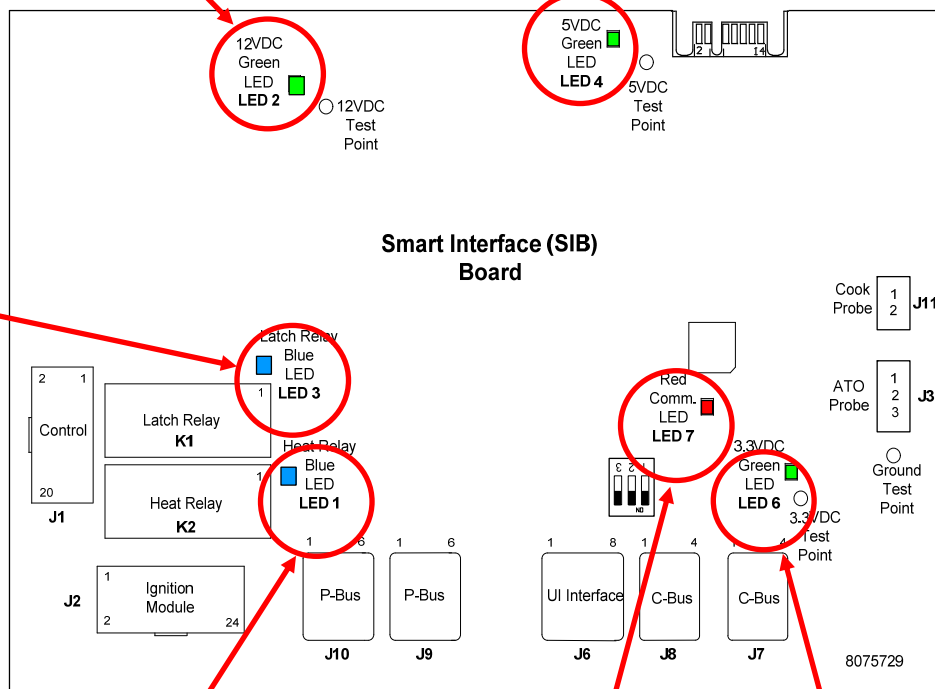 12VDC
Green
LED
LED 2
12VDC
Test
Point
5VDC
Green
LED
LED 4
5VDC
Test
Point
2
14
Smart Interface (SIB)
Board
Cook
Probe
1
2
J11
ATO
Probe
1
2
3
J3
Ground
Test
Point
Latch Relay
Blue
LED
LED 3
2 1
Control
20
J1
1
Latch Relay
K1
Heat Relay
Blue
LED
LED 1
1
Heat Relay
K2
Red
Comm.
LED
LED 7
1 2 3
ON
3.3VDC
Green
LED
LED 6
3.3VDC
Test
Point
J2
1
2
Ignition
Module
24
1 6
P-Bus
J10
1 6
P-Bus
J9
1 8
UI Interface
J6
1 4
C-Bus
J8
1 4
C-Bus
J7
8075729